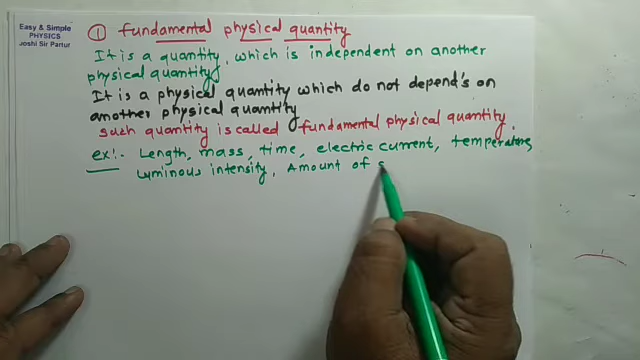 Easy & Simple
PHYSICS
Joshi Sir Partur
① fundamental physical quantity
It is a quantity, which is independent on another
physical quantity
It is a physical quantity which do not depend's on
another physical quantity
such quantity is called fundamental physical quantity.
ex:- Length, mass, time, electric current, temperature,
Luminous intensity, Amount of s